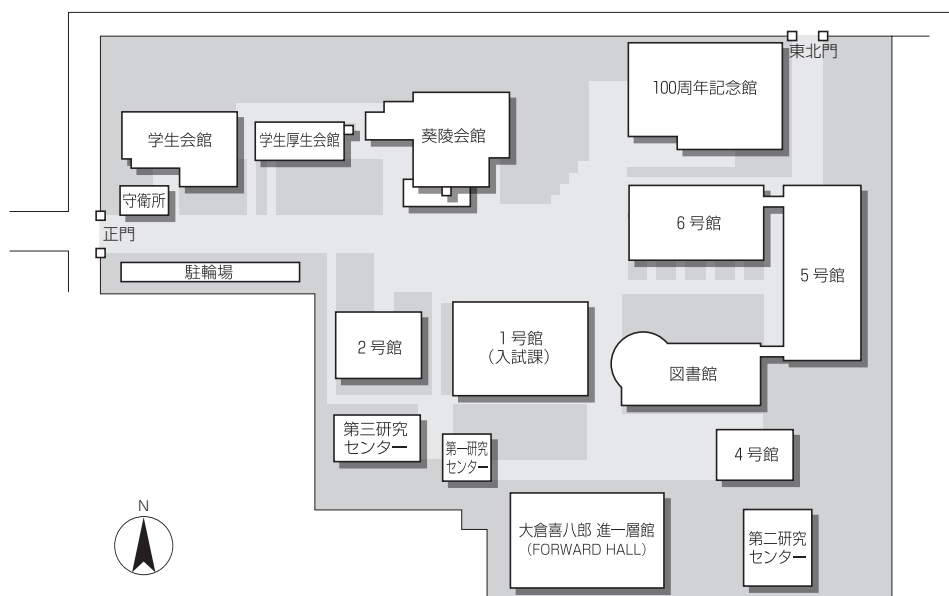 東北門
100周年記念館
学生会館
学生厚生会館
葵陵会館
守衛所
正門
6号館
駐輪場
5号館
2号館
1号館
(入試課)
図書館
第三研究
センター
第一研究
センター
4号館
N
大倉喜八郎 進一層館
(FORWARD HALL)
第二研究
センター